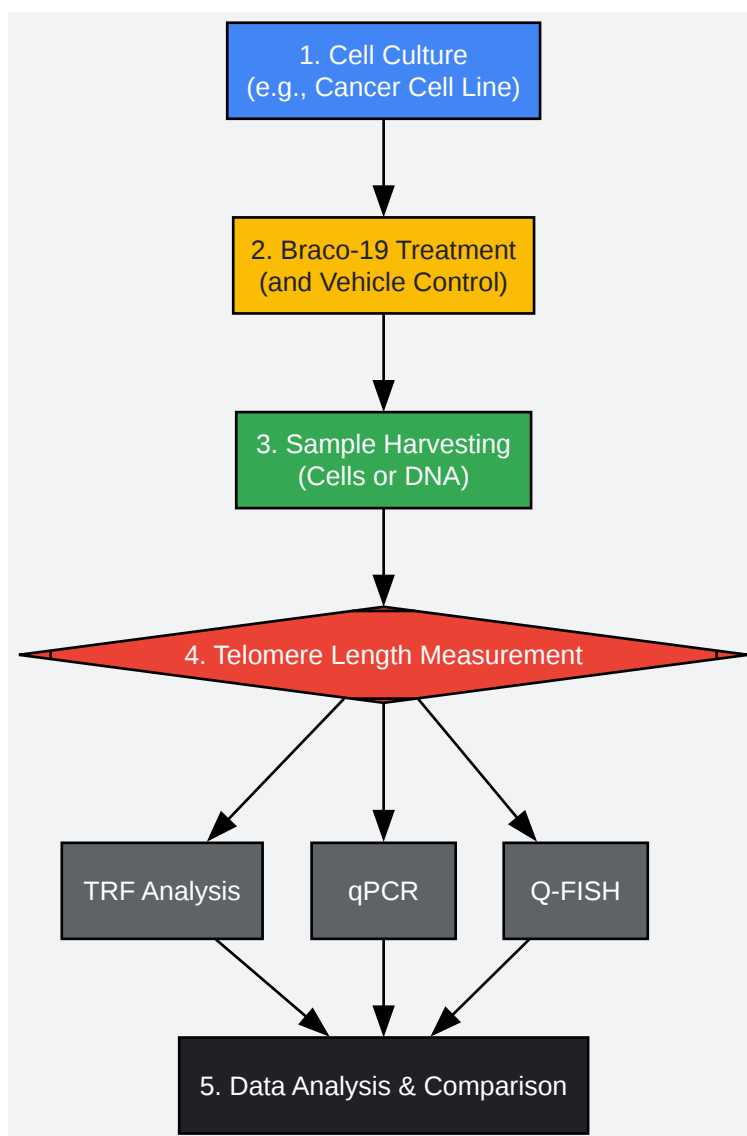 1. Cell Culture
(e.g., Cancer Cell Line)
2. Braco-19 Treatment
(and Vehicle Control)
3. Sample Harvesting
(Cells or DNA)
4. Telomere Length Measurement
TRF Analysis
qPCR
Q-FISH
5. Data Analysis & Comparison